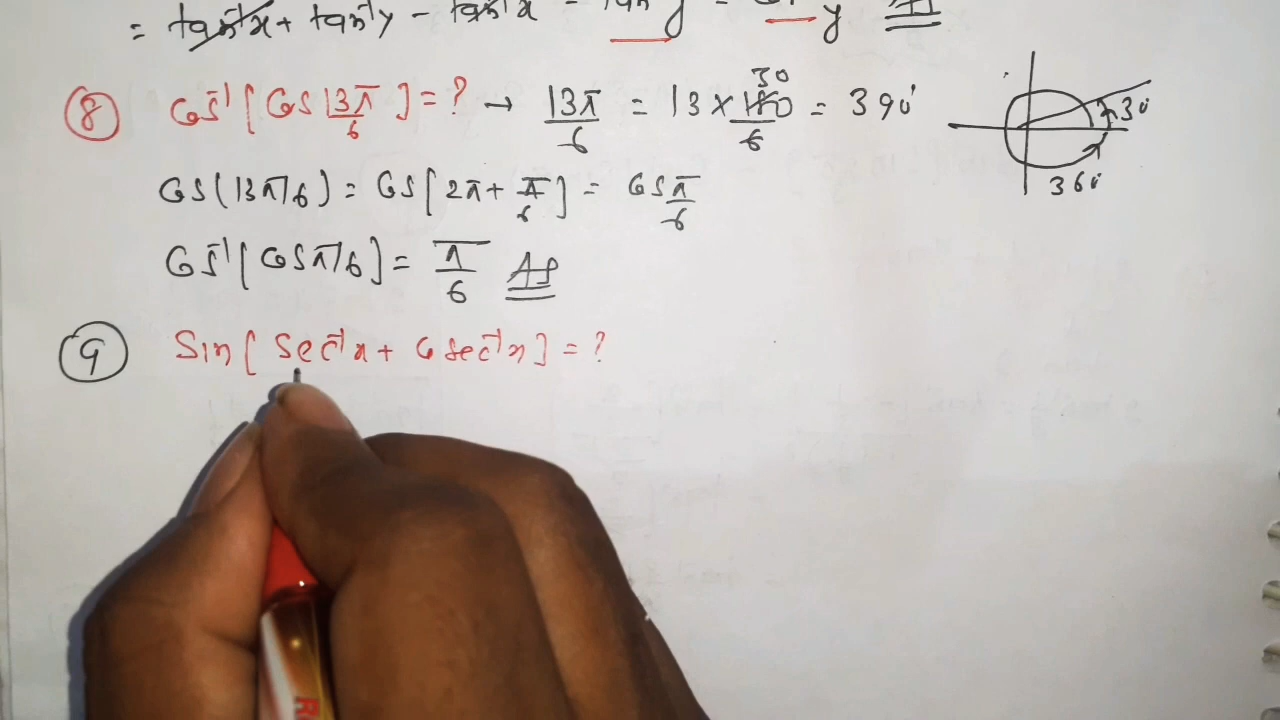 = tan⁻¹x + tan⁻¹y - tan⁻¹x = tan⁻¹y = y
⑧ Cos⁻¹[Cos 13π/6] = ? → 13π/6 = 13 × 180/6 = 390°
30
30°
360°
Cos(13π/6) = Cos[2π + π/6] = Cos π/6
Cos⁻¹[Cos π/6] = π/6 As
⑨ Sin[Sec⁻¹x + Cosec⁻¹x] = ?
R